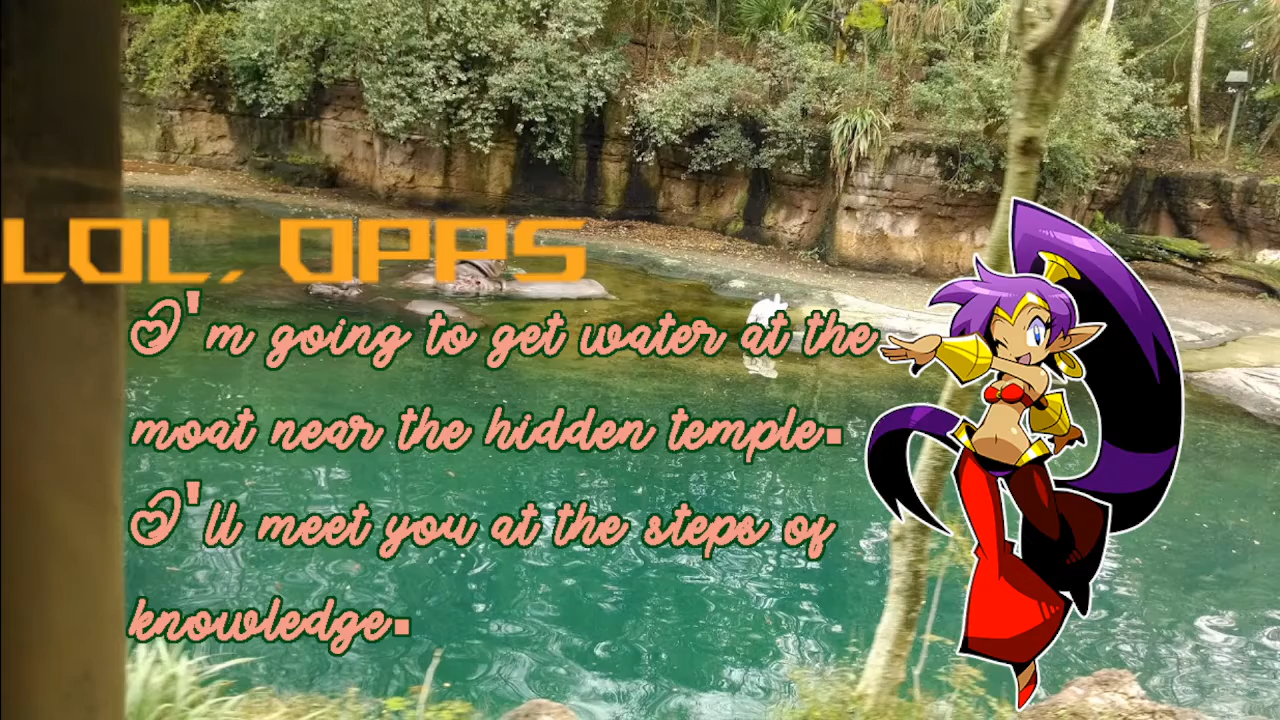 LOL, OPPS
I'm going to get water at the
moat near the hidden temple.
I'll meet you at the steps of
knowledge.